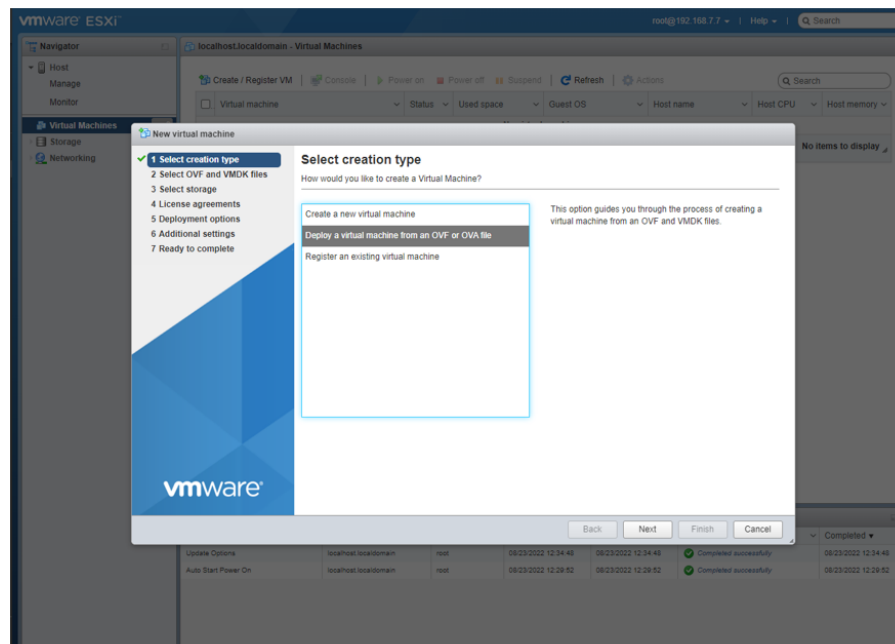 vmware ESXi
root@192.168.7.7
Help
Search
Navigator
Host
Manage
Monitor
Virtual Machines
Storage
Networking
localhost.localdomain - Virtual Machines
Create / Register VM
Console
Power on
Power off
Suspend
Refresh
Actions
Search
Virtual machine
Status
Used space
Guest OS
Host name
Host CPU
Host memory
No items to display
New virtual machine
1 Select creation type
2 Select OVF and VMDK files
3 Select storage
4 License agreements
5 Deployment options
6 Additional settings
7 Ready to complete
vmware
Select creation type
How would you like to create a Virtual Machine?
Create a new virtual machine
Deploy a virtual machine from an OVF or OVA file
Register an existing virtual machine
This option guides you through the process of creating a
virtual machine from an OVF and VMDK files.
Back
Next
Finish
Cancel
Completed
Update Options localhost.localdomain root 08/23/2022 12:34:48 08/23/2022 12:34:48 Completed successfully 08/23/2022 12:34:48
Auto Start Power On localhost.localdomain root 08/23/2022 12:29:52 08/23/2022 12:29:52 Completed successfully 08/23/2022 12:29:52